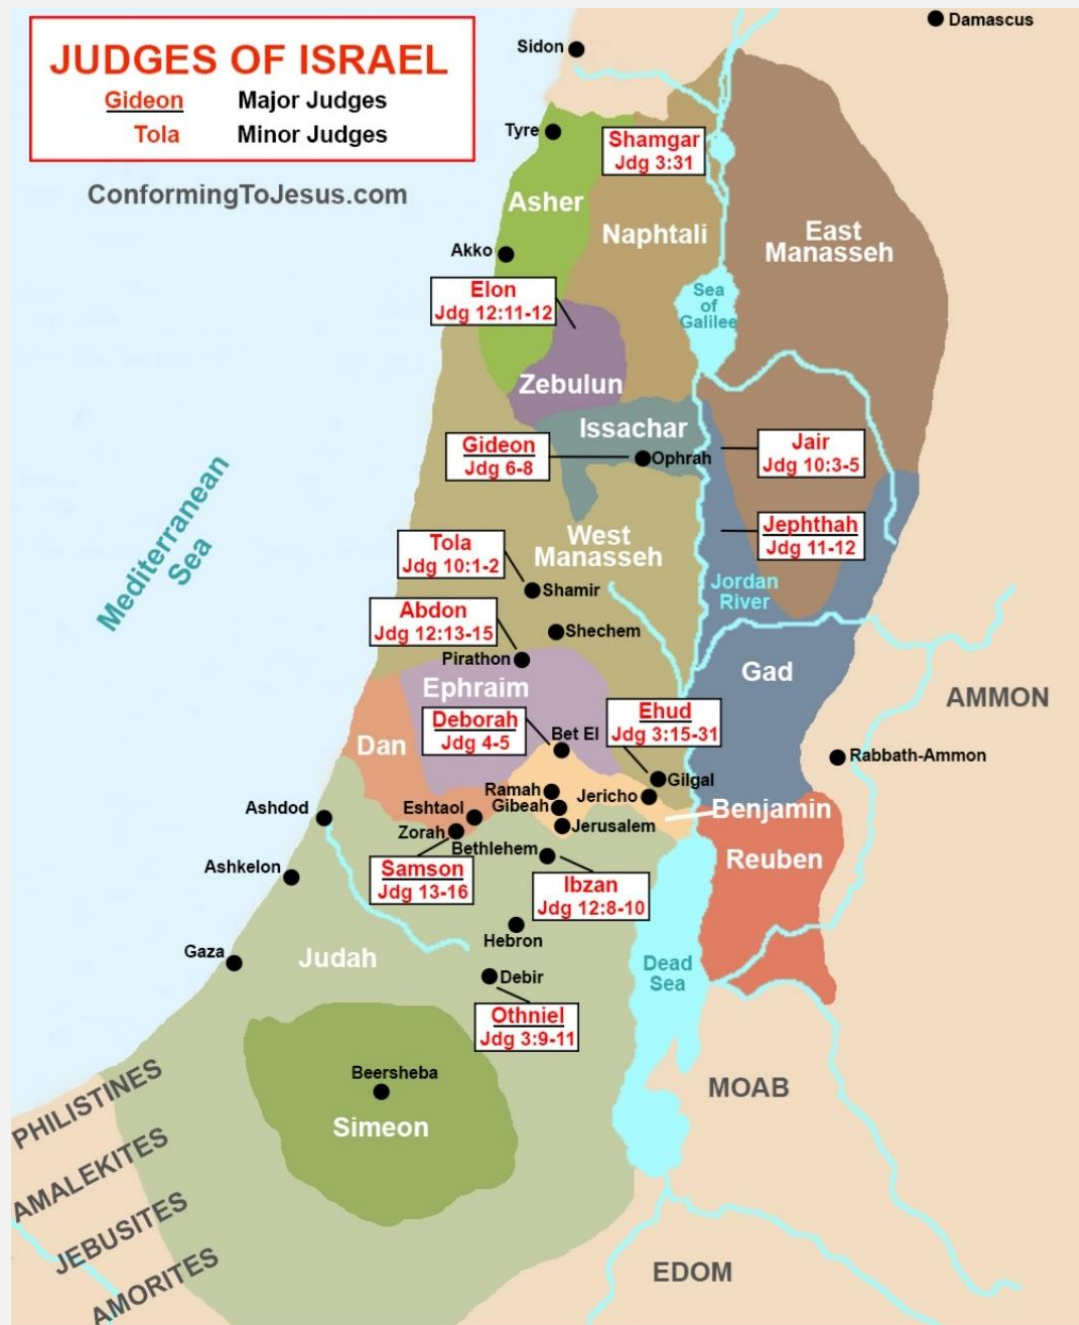 JUDGES OF ISRAEL
Gideon Major Judges
Tola Minor Judges
ConformingToJesus.com
Damascus
Sidon
Tyre
Shamgar
Jdg 3:31
Asher
Naphtali
East
Manasseh
Akko
Elon
Jdg 12:11-12
Sea
of
Galilee
Zebulun
Issachar
Gideon
Jdg 6-8
Ophrah
Jair
Jdg 10:3-5
Mediterranean
Sea
West
Manasseh
Jephthah
Jdg 11-12
Tola
Jdg 10:1-2
Shamir
Jordan
River
Abdon
Jdg 12:13-15
Shechem
Pirathon
Ephraim
Gad
AMMON
Deborah
Jdg 4-5
Ehud
Jdg 3:15-31
Dan
Bet El
Rabbath-Ammon
Gilgal
Ramah
Jericho
Gibeah
Benjamin
Ashdod
Eshtaol
Zorah
Jerusalem
Bethlehem
Reuben
Ashkelon
Samson
Jdg 13-16
Ibzan
Jdg 12:8-10
Hebron
Gaza
Judah
Dead
Sea
Debir
Othniel
Jdg 3:9-11
Beersheba
MOAB
Simeon
PHILISTINES
AMALEKITES
JEBUSITES
AMORITES
EDOM